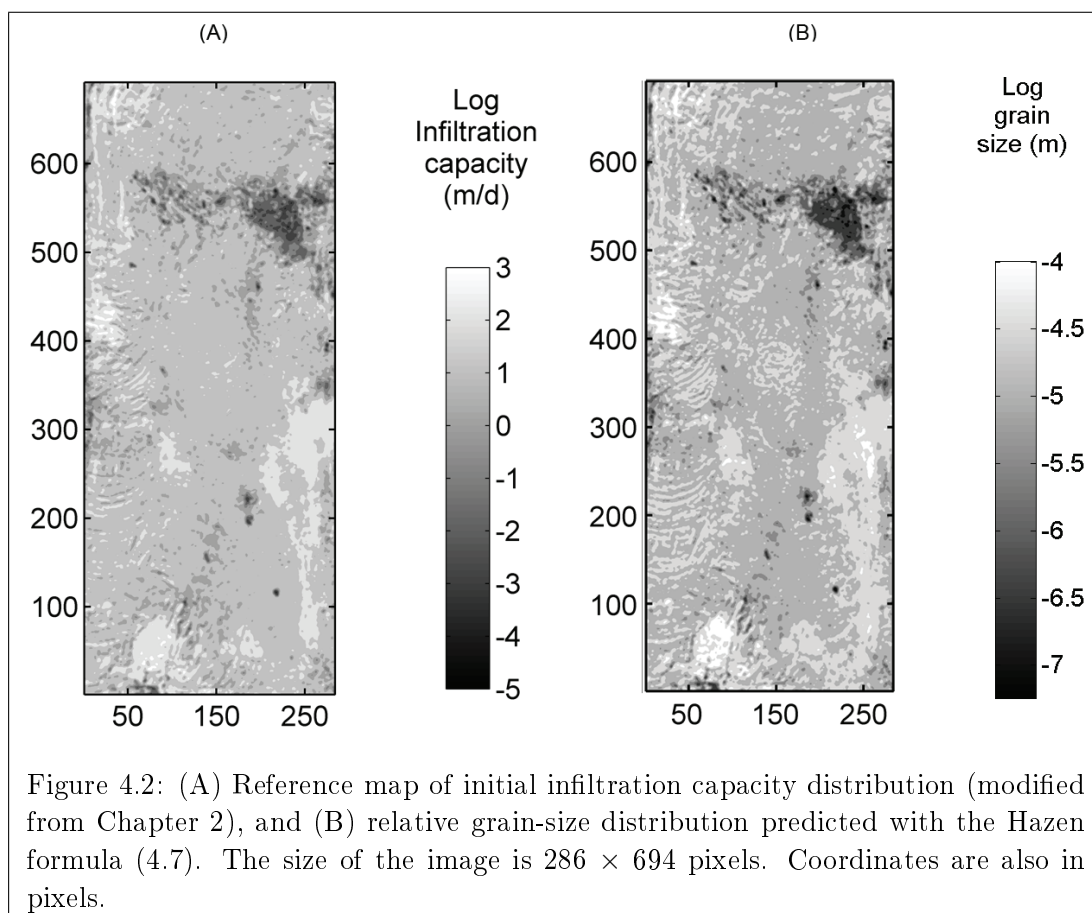 (A)
(B)
Log
Infiltration
capacity
(m/d)
Log
grain
size (m)
600
500
400
300
200
100
50
150
250
3
2
1
0
-1
-2
-3
-4
-5
600
500
400
300
200
100
50
150
250
-4
-4.5
-5
-5.5
-6
-6.5
-7
Figure 4.2: (A) Reference map of initial infiltration capacity distribution (modified
from Chapter 2), and (B) relative grain-size distribution predicted with the Hazen
formula (4.7). The size of the image is 286 × 694 pixels. Coordinates are also in
pixels.